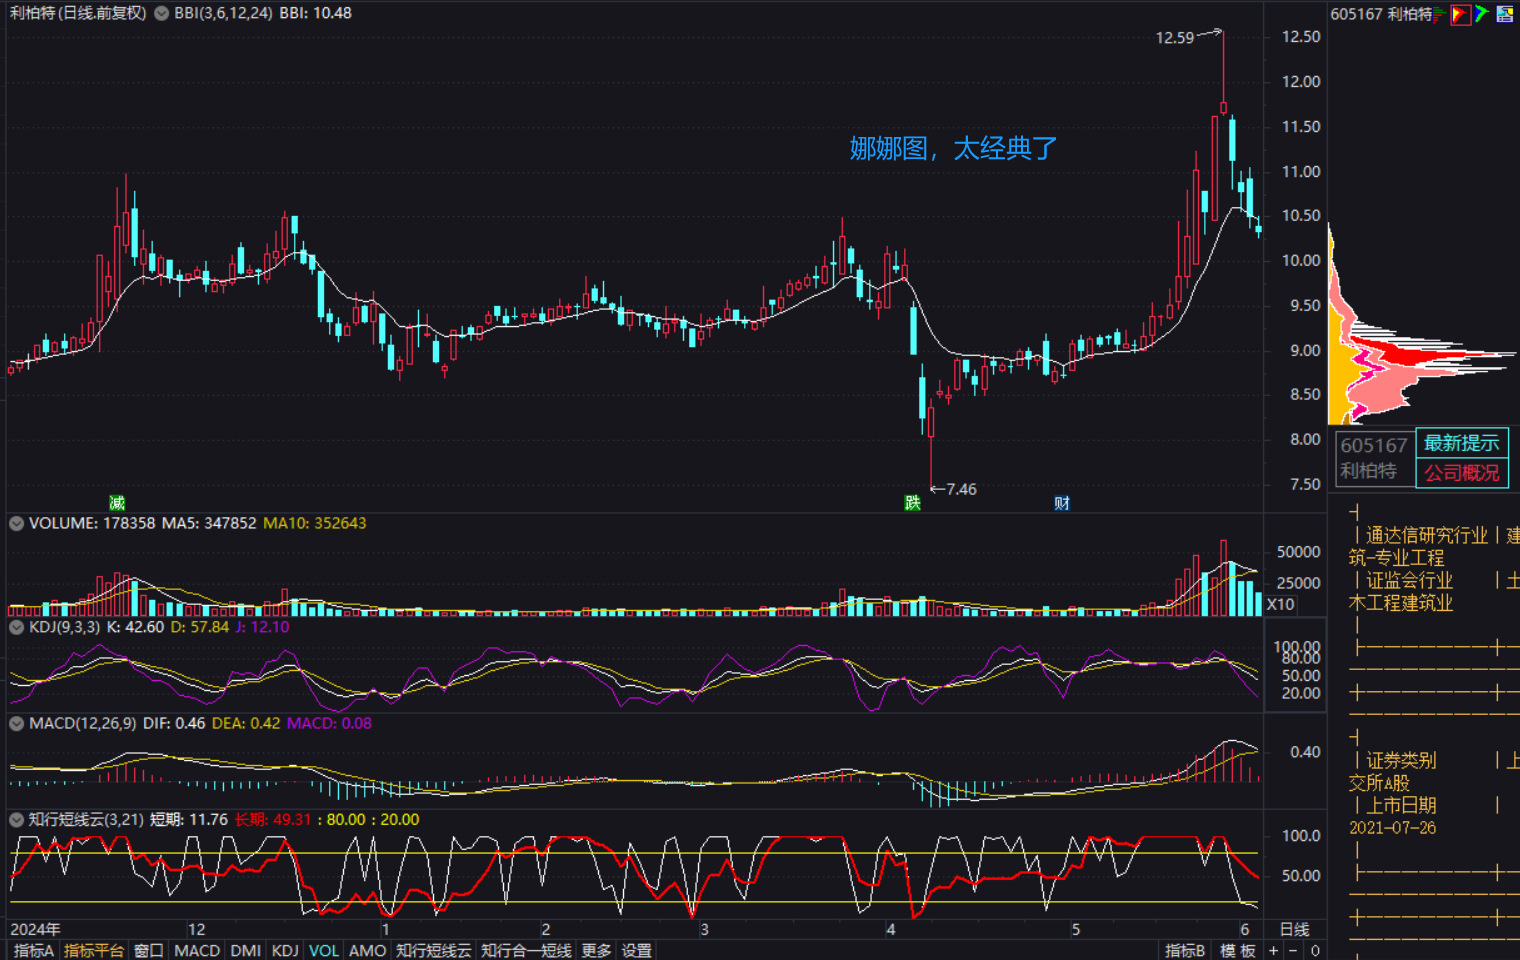 利柏特(日线.前复权) BBI(3,6,12,24) BBI: 10.48
605167 利柏特
12.59
12.50
12.00
11.50
11.00
10.50
10.00
9.50
9.00
8.50
8.00
7.50
娜娜图，太经典了
7.46
减
跌
财
605167
利柏特
最新提示
公司概况
VOLUME: 178358 MA5: 347852 MA10: 352643
50000
25000
X10
KDJ(9,3,3) K: 42.60 D: 57.84 J: 12.10
100.00
80.00
50.00
20.00
MACD(12,26,9) DIF: 0.46 DEA: 0.42 MACD: 0.08
0.40
知行短线云(3,21) 短期: 11.76 长期: 49.31 : 80.00 : 20.00
100.0
50.00
2024年 12 1 2 3 4 5 6 日线
指标A 指标平台 窗口 MACD DMI KDJ VOL AMO 知行短线云 知行合一短线 更多 设置 指标B 模板 + − 0
通达信研究行业 建
筑-专业工程
证监会行业 土
木工程建筑业
证券类别 上
交所A股
上市日期
2021-07-26